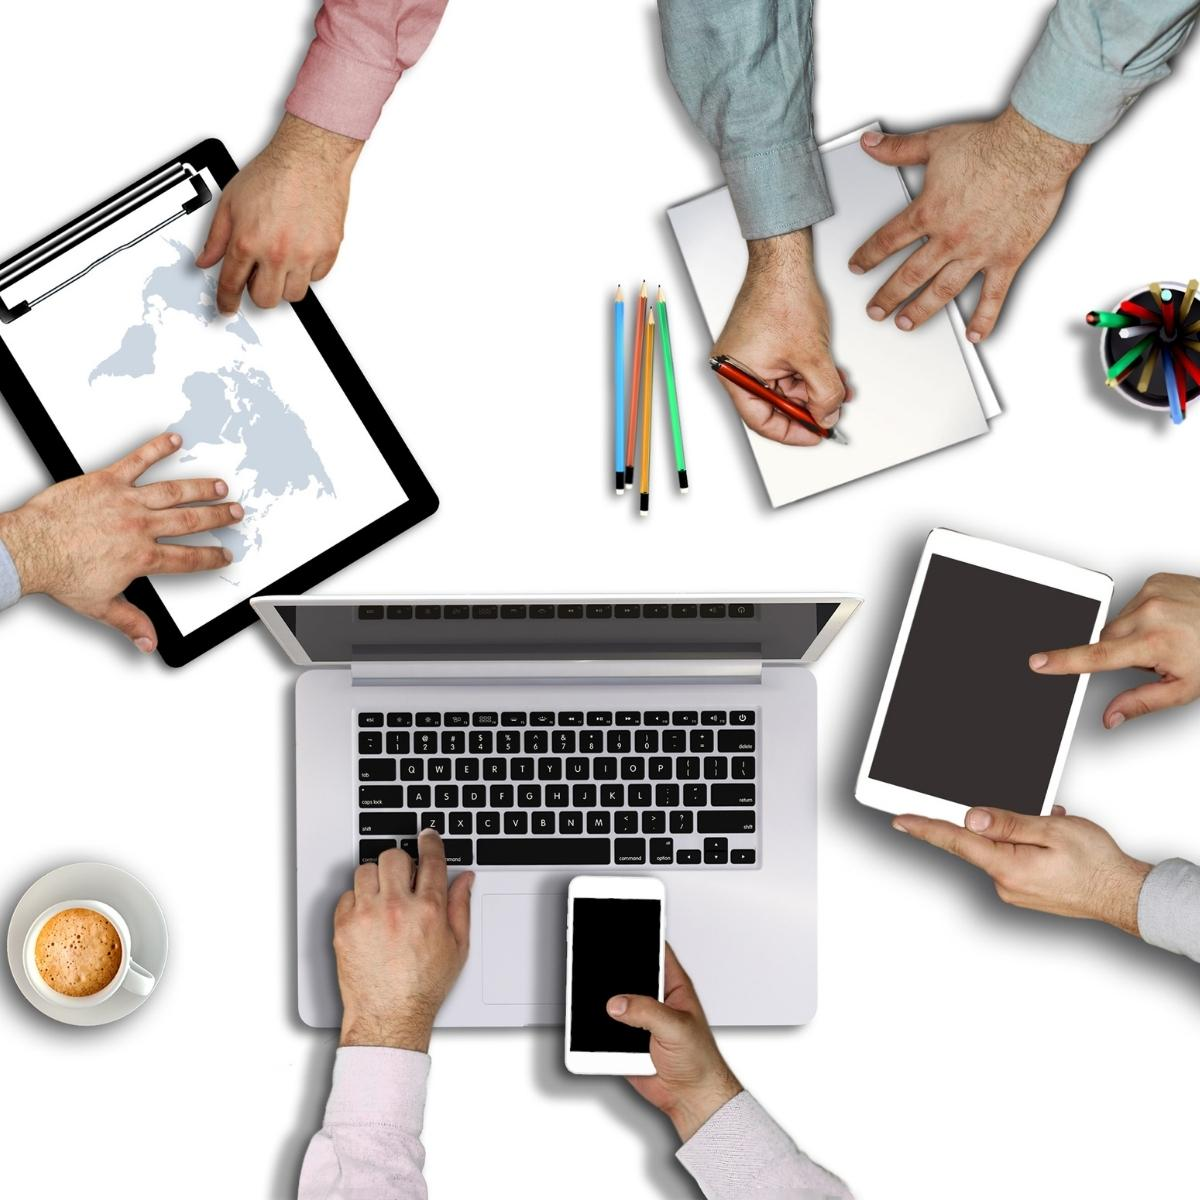 esc
~ ! @ # $ % ^ & * ( ) _ +
` 1 2 3 4 5 6 7 8 9 0 - = delete
tab Q W E R T Y U I O P { } |
[ ] \
caps lock A S D F G H J K L : " return
; '
shift Z X C V B N M < > ? shift
, . /
control command command option